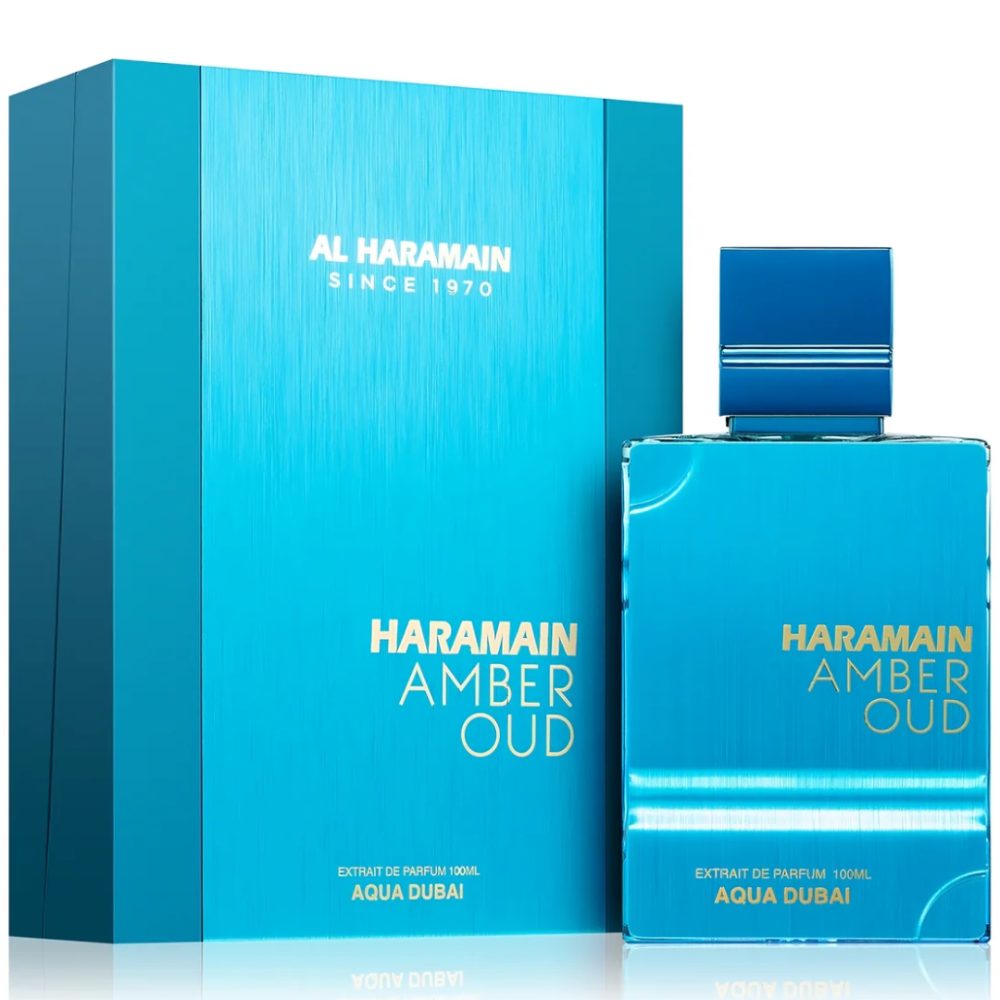 AL HARAMAIN
SINCE 1970
HARAMAIN
AMBER
OUD
EXTRAIT DE PARFUM 100ML
AQUA DUBAI
HARAMAIN
AMBER
OUD
EXTRAIT DE PARFUM 100ML
AQUA DUBAI